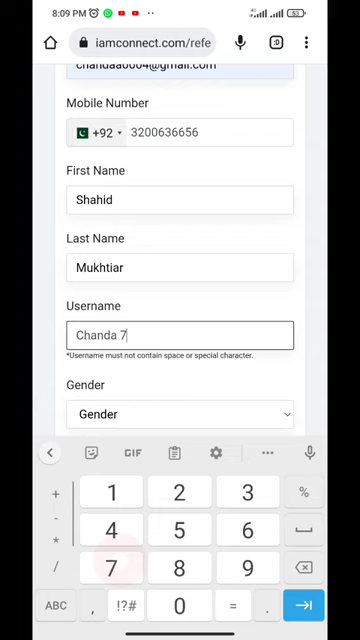 8:09 PM
53
iamconnect.com/refe
:D
chandaa0004@gmail.com
Mobile Number
+92 3200636656
First Name
Shahid
Last Name
Mukhtiar
Username
Chanda 7
*Username must not contain space or special character.
Gender
Gender
GIF
+ 1 2 3 %
- 4 5 6
*
/ 7 8 9
ABC , !?# 0 = .